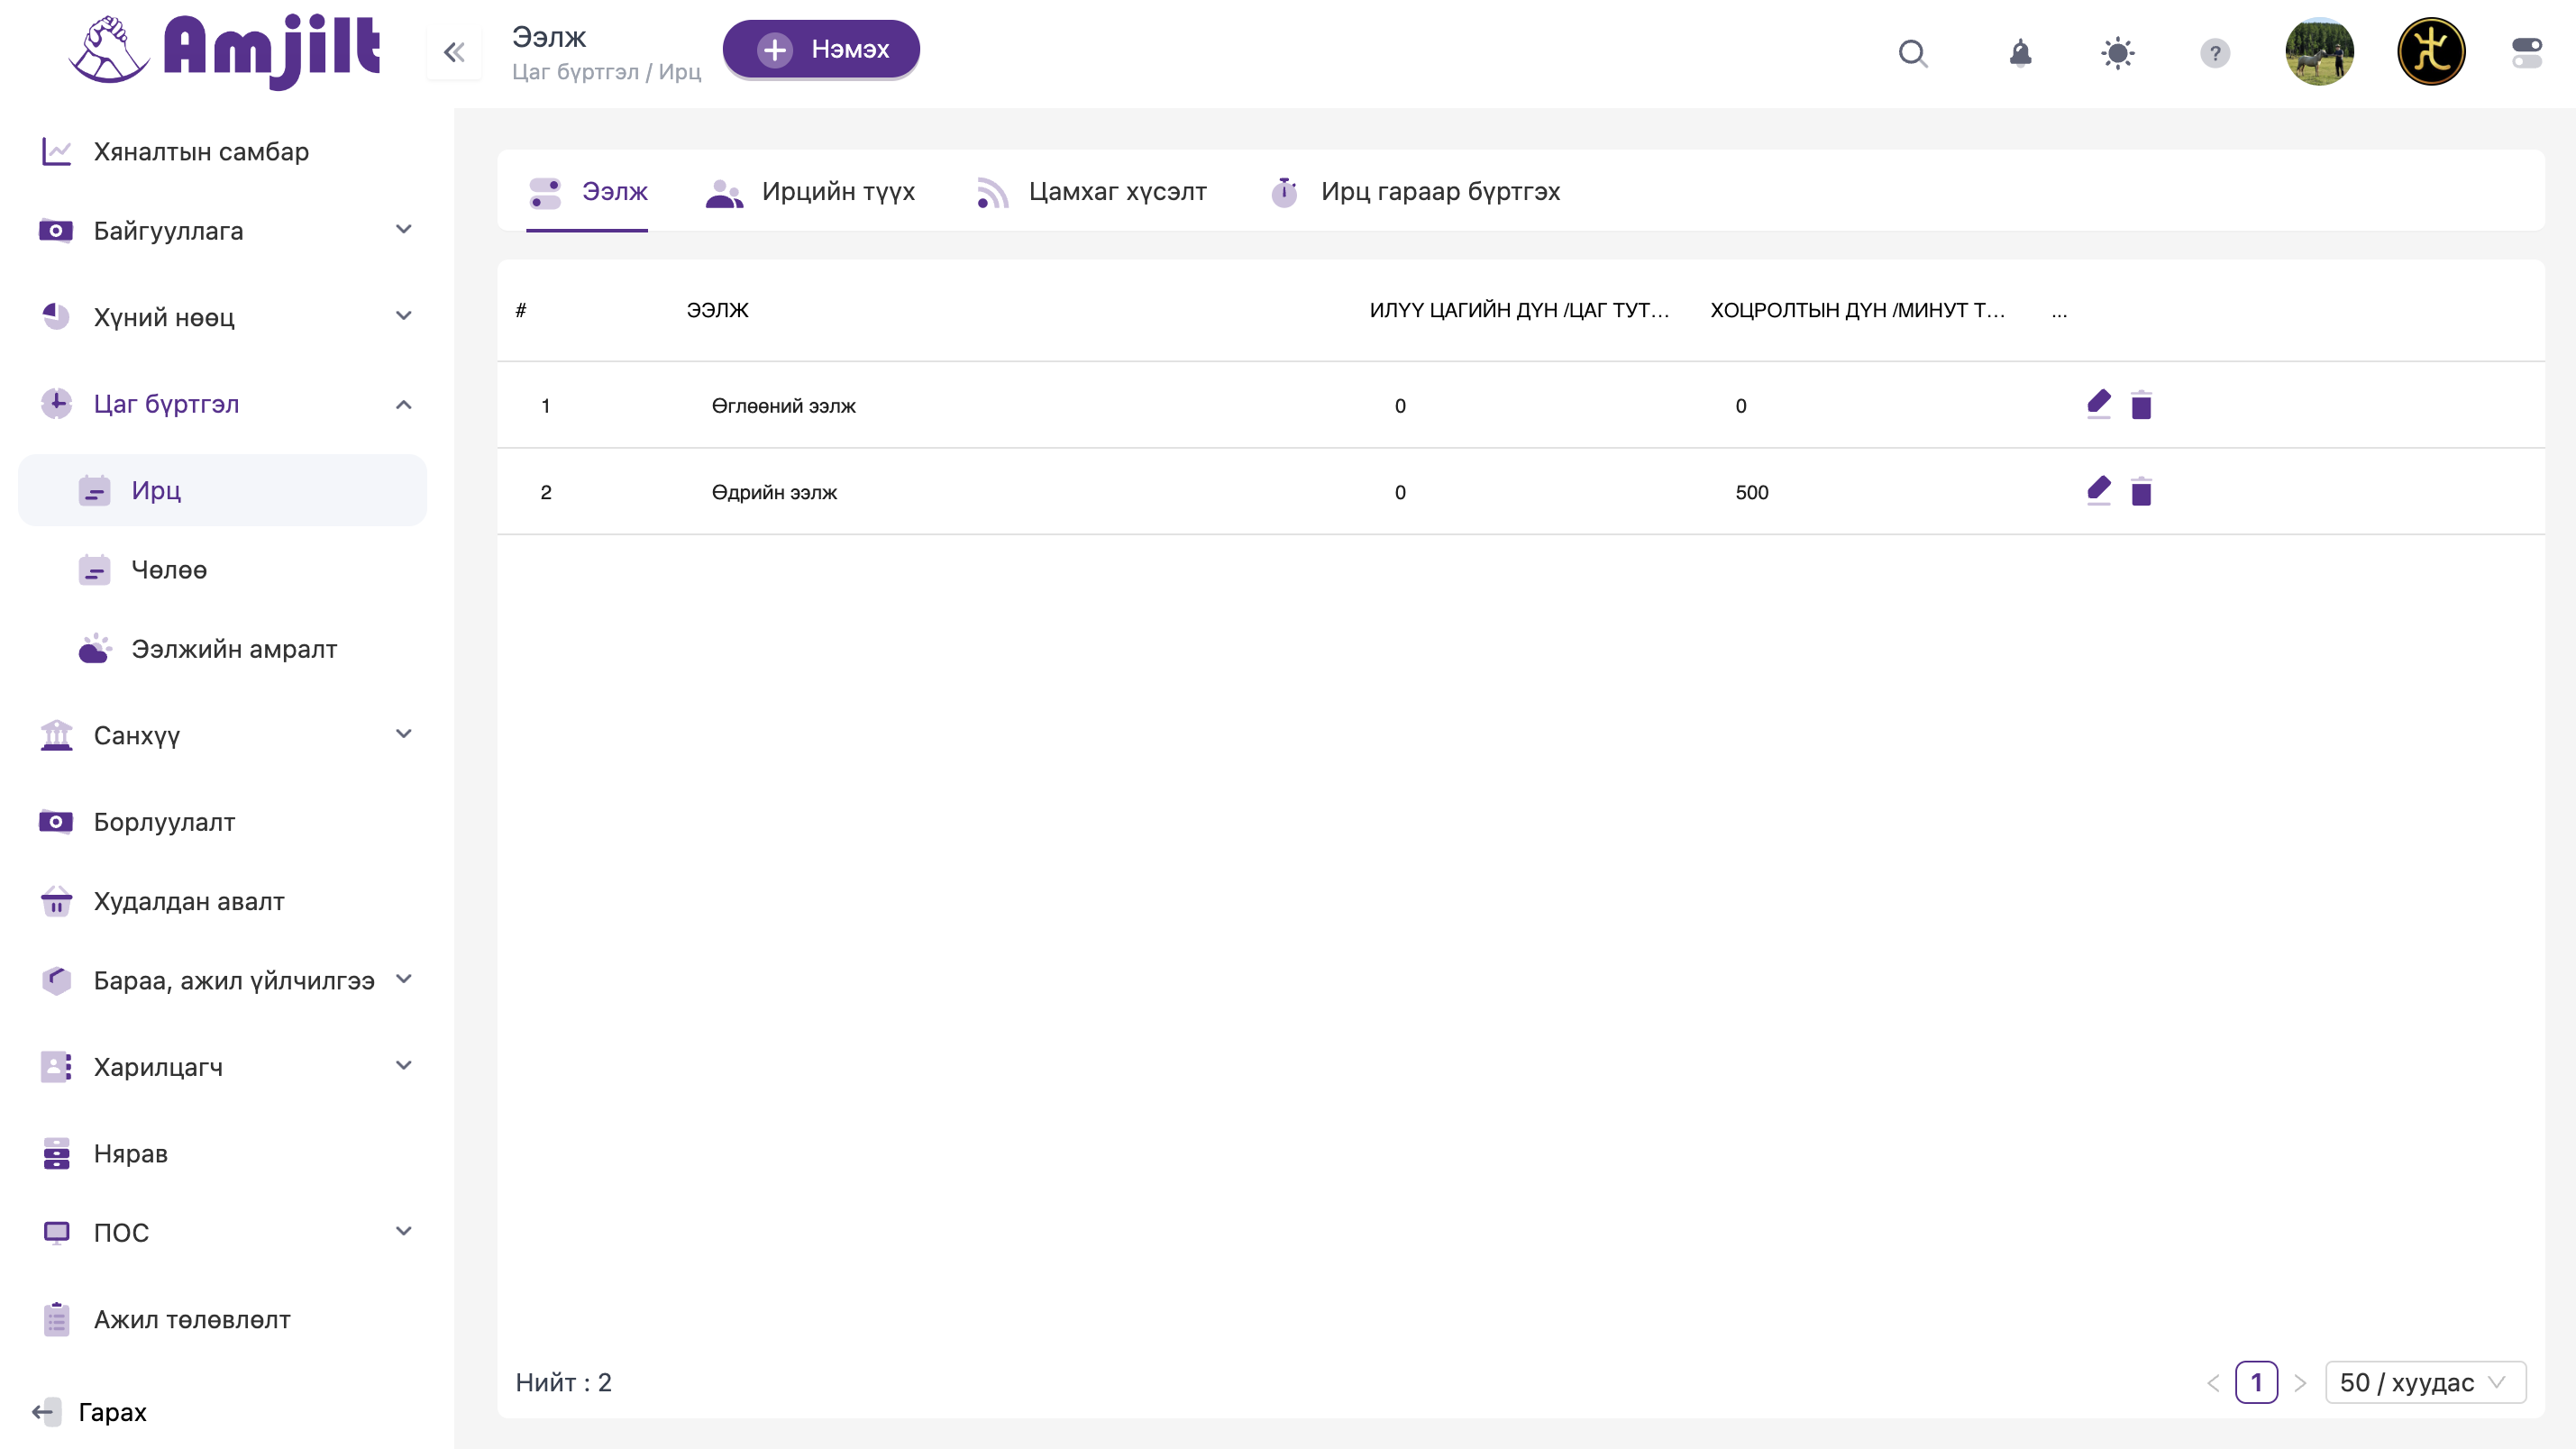 Amjilt
Ээлж
Цаг бүртгэл / Ирц
Нэмэх
?
Хяналтын самбар
Байгууллага
Хүний нөөц
Цаг бүртгэл
Ирц
Чөлөө
Ээлжийн амралт
Санхүү
Борлуулалт
Худалдан авалт
Бараа, ажил үйлчилгээ
Харилцагч
Нярав
ПОС
Ажил төлөвлөлт
Гарах
Ээлж Ирцийн түүх Цамхаг хүсэлт Ирц гараар бүртгэх
# ЭЭЛЖ ИЛҮҮ ЦАГИЙН ДҮН /ЦАГ ТУТ... ХОЦРОЛТЫН ДҮН /МИНУТ Т... ...
1 Өглөөний ээлж 0 0
2 Өдрийн ээлж 0 500
Нийт : 2
1 50 / хуудас